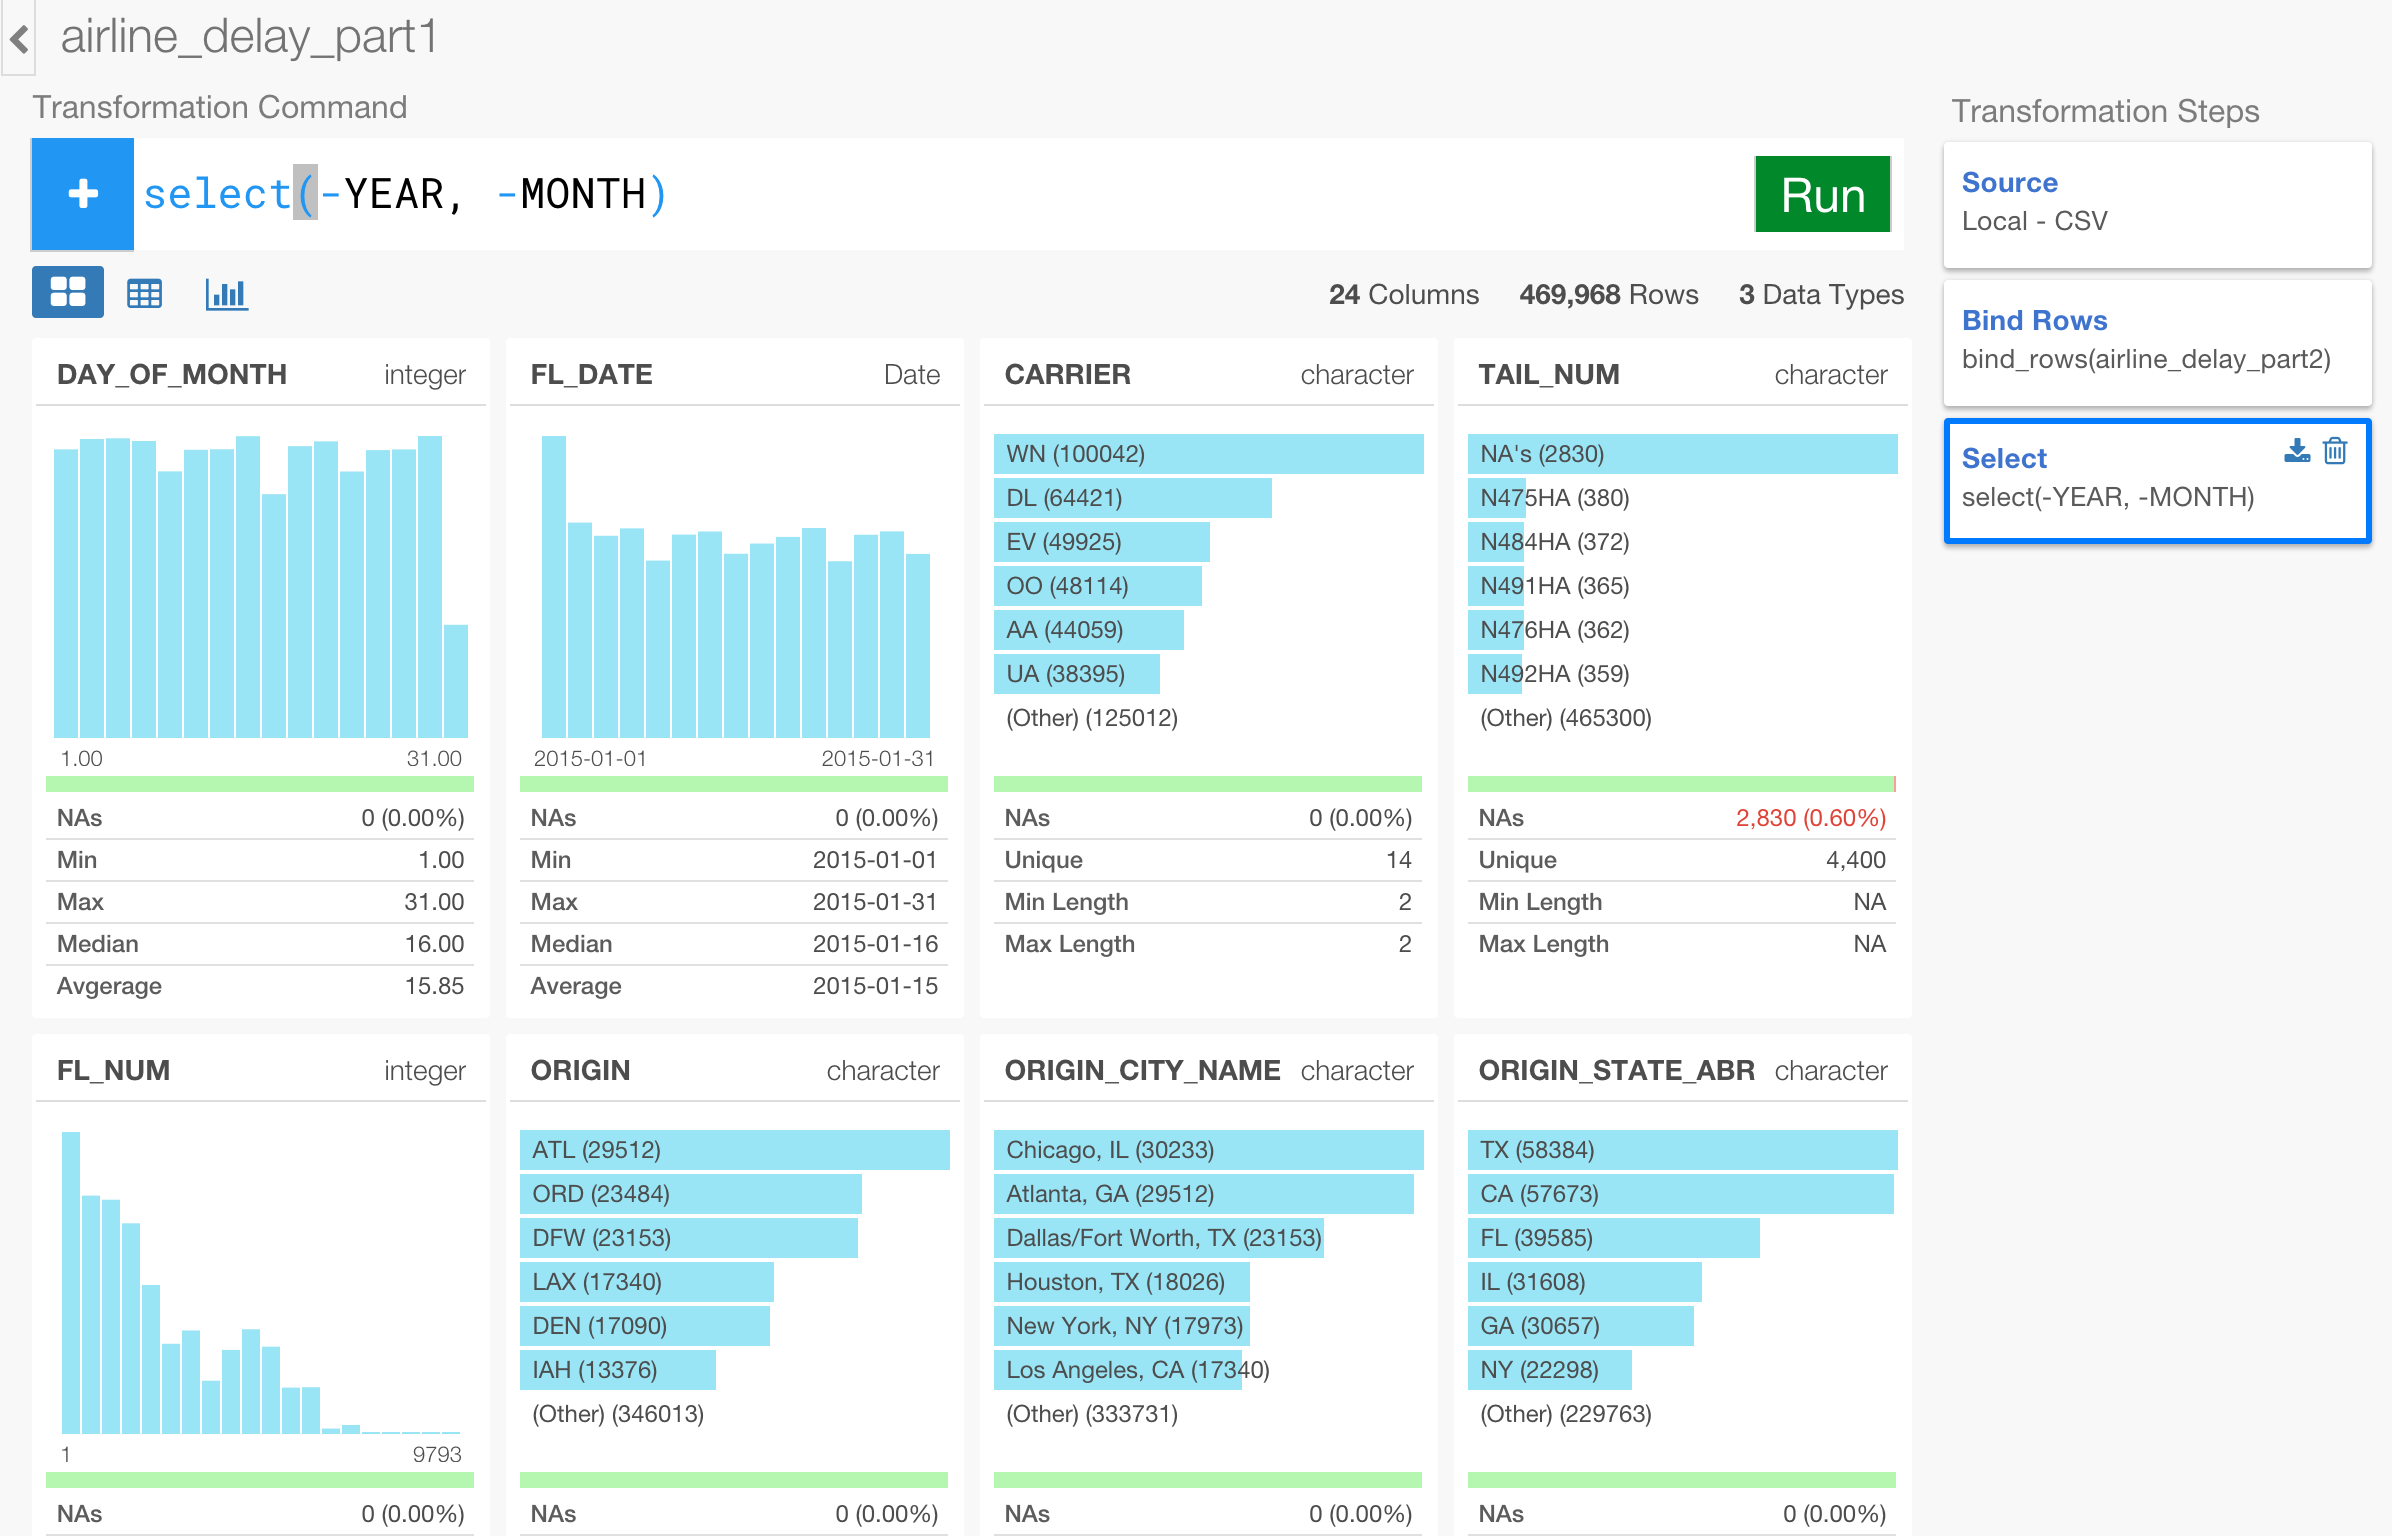 airline_delay_part1
Transformation Command
Transformation Steps
select(-YEAR, -MONTH)
Run
24 Columns 469,968 Rows 3 Data Types
Source
Local - CSV
Bind Rows
bind_rows(airline_delay_part2)
Select
select(-YEAR, -MONTH)
DAY_OF_MONTH integer
1.00 31.00
NAs 0 (0.00%)
Min 1.00
Max 31.00
Median 16.00
Avgerage 15.85
FL_DATE Date
2015-01-01 2015-01-31
NAs 0 (0.00%)
Min 2015-01-01
Max 2015-01-31
Median 2015-01-16
Average 2015-01-15
CARRIER character
WN (100042)
DL (64421)
EV (49925)
OO (48114)
AA (44059)
UA (38395)
(Other) (125012)
NAs 0 (0.00%)
Unique 14
Min Length 2
Max Length 2
TAIL_NUM character
NA's (2830)
N475HA (380)
N484HA (372)
N491HA (365)
N476HA (362)
N492HA (359)
(Other) (465300)
NAs 2,830 (0.60%)
Unique 4,400
Min Length NA
Max Length NA
FL_NUM integer
1 9793
NAs 0 (0.00%)
ORIGIN character
ATL (29512)
ORD (23484)
DFW (23153)
LAX (17340)
DEN (17090)
IAH (13376)
(Other) (346013)
NAs 0 (0.00%)
ORIGIN_CITY_NAME character
Chicago, IL (30233)
Atlanta, GA (29512)
Dallas/Fort Worth, TX (23153)
Houston, TX (18026)
New York, NY (17973)
Los Angeles, CA (17340)
(Other) (333731)
NAs 0 (0.00%)
ORIGIN_STATE_ABR character
TX (58384)
CA (57673)
FL (39585)
IL (31608)
GA (30657)
NY (22298)
(Other) (229763)
NAs 0 (0.00%)